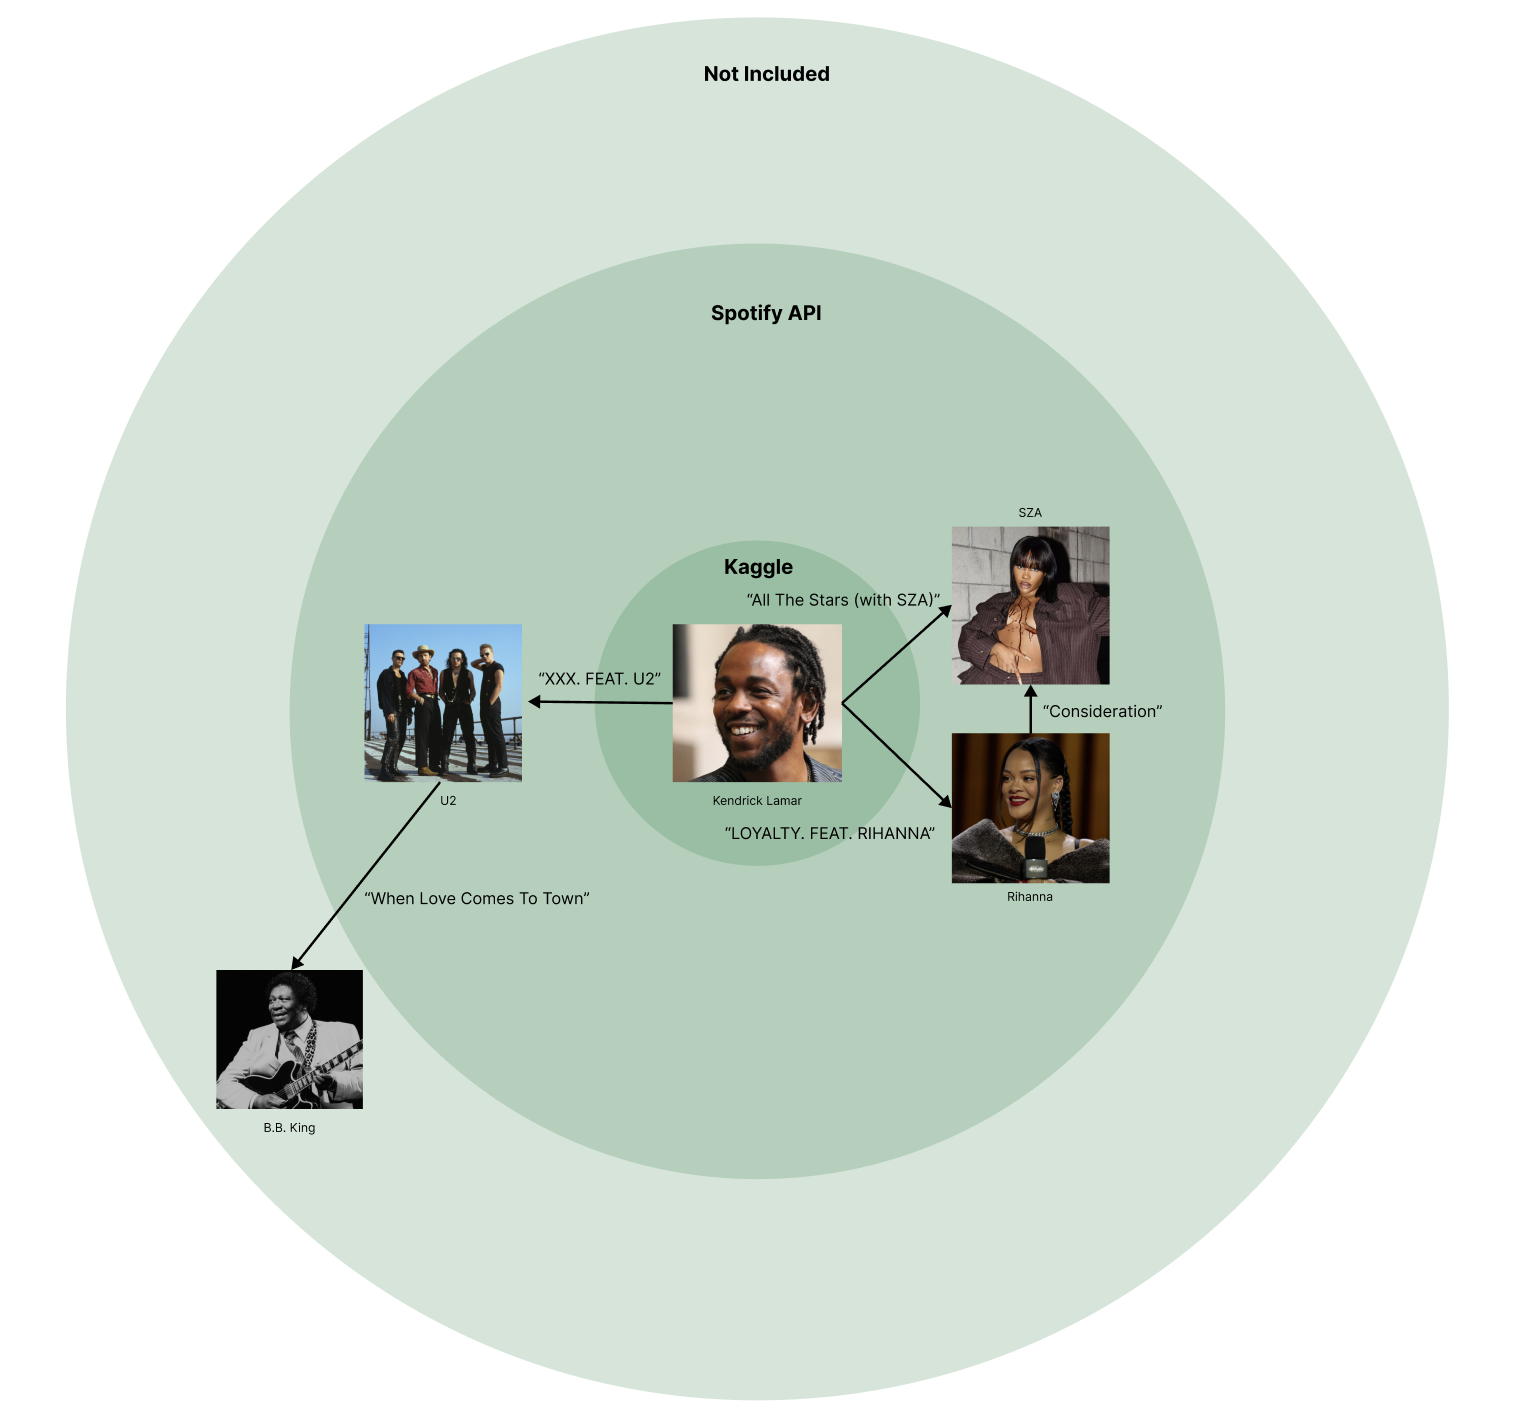 Not Included
Spotify API
SZA
Kaggle
“All The Stars (with SZA)”
“XXX. FEAT. U2”
“Consideration”
U2
Kendrick Lamar
“LOYALTY. FEAT. RIHANNA”
Rihanna
“When Love Comes To Town”
B.B. King